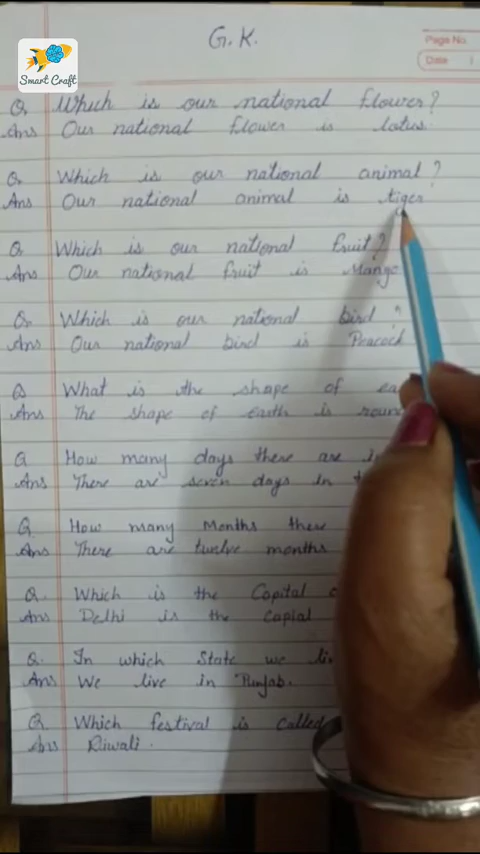 Smart Craft
G.K.
Page No.
Date
Q. Which is our national flower?
Ans Our national flower is lotus.
Q. Which is our national animal?
Ans Our national animal is tiger
Q. Which is our national fruit?
Ans Our national fruit is Mango
Q. Which is our national bird?
Ans Our national bird is Peacock
Q. What is the shape of
Ans The shape of earth is
Q. How many days there are
Ans There are seven days in
Q. How many Months there
Ans There are twelve months
Q. Which is the Capital
Ans Delhi is the Capial
Q. In which State we
Ans We live in Punjab.
Q. Which festival is called
Ans Diwali.